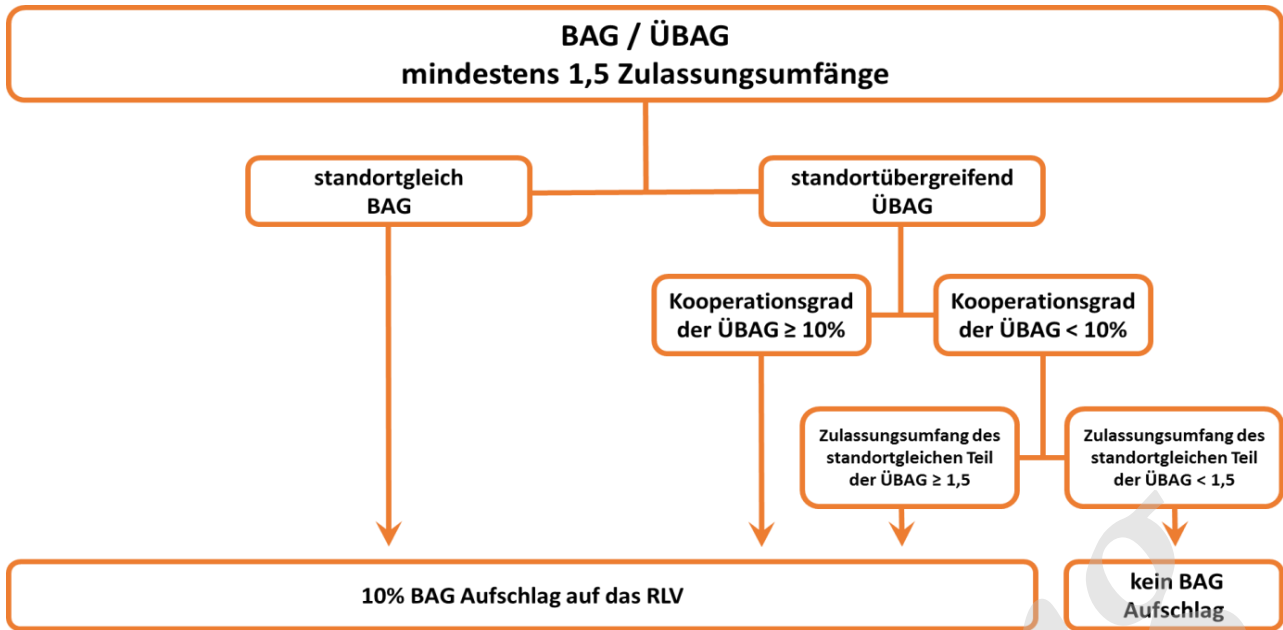 BAG / ÜBAG
mindestens 1,5 Zulassungsumfänge
standortgleich
BAG
standortübergreifend
ÜBAG
Kooperationsgrad
der ÜBAG ≥ 10%
Kooperationsgrad
der ÜBAG < 10%
Zulassungsumfang des
standortgleichen Teil
der ÜBAG ≥ 1,5
Zulassungsumfang des
standortgleichen Teil
der ÜBAG < 1,5
10% BAG Aufschlag auf das RLV
kein BAG
Aufschlag